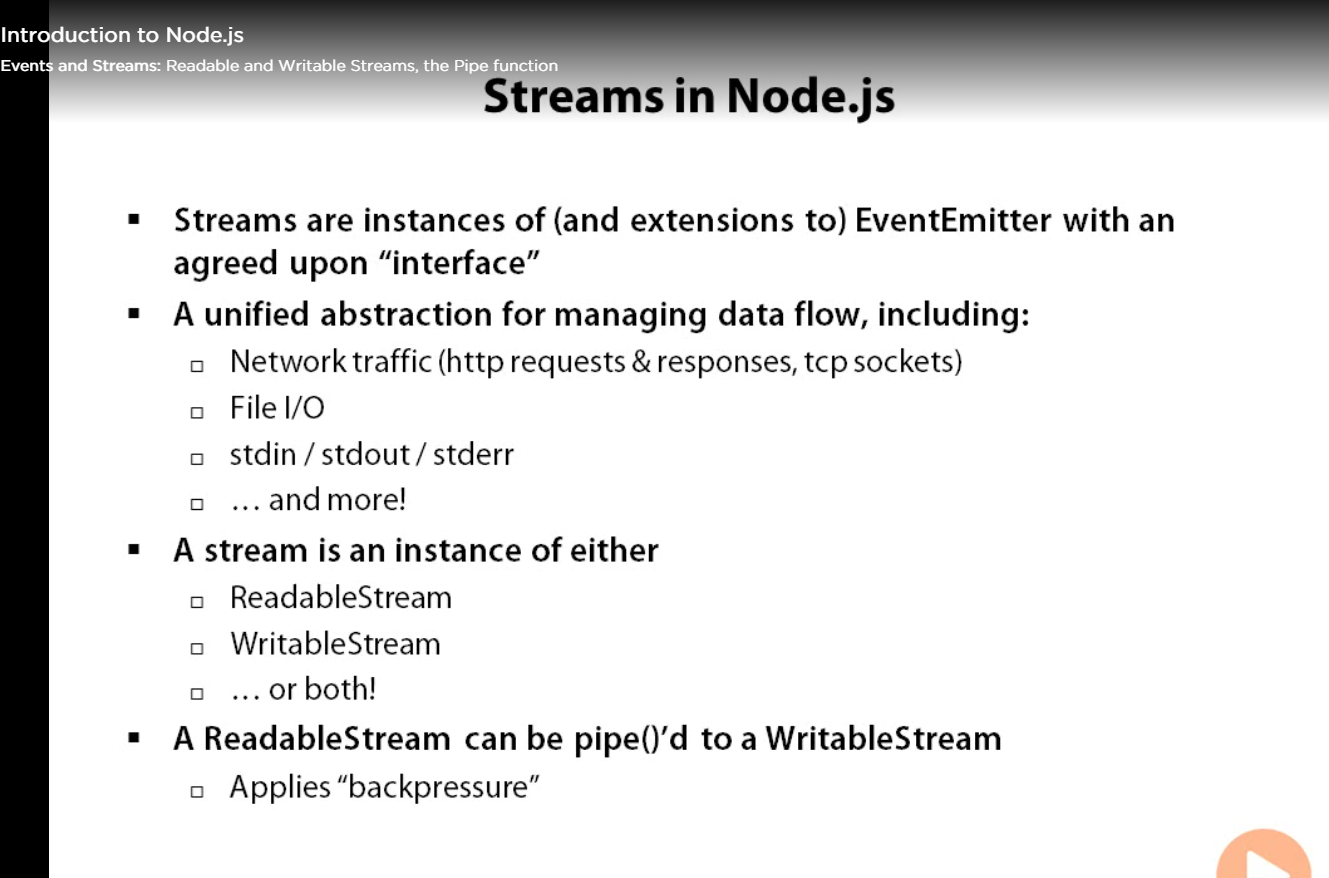 Introduction to Node.js
Events and Streams: Readable and Writable Streams, the Pipe function
Streams in Node.js
▪ Streams are instances of (and extensions to) EventEmitter with an
agreed upon “interface”
▪ A unified abstraction for managing data flow, including:
▫ Network traffic (http requests & responses, tcp sockets)
▫ File I/O
▫ stdin / stdout / stderr
▫ … and more!
▪ A stream is an instance of either
▫ ReadableStream
▫ WritableStream
▫ … or both!
▪ A ReadableStream can be pipe()’d to a WritableStream
▫ Applies “backpressure”